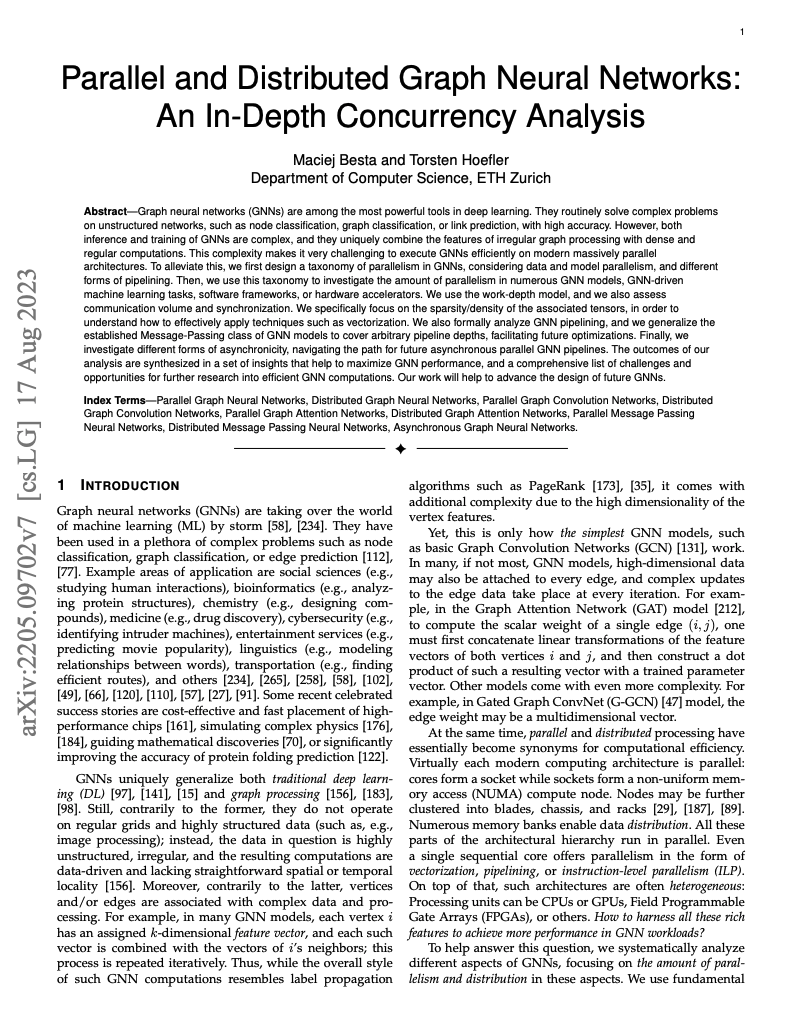 1
Parallel and Distributed Graph Neural Networks:
An In-Depth Concurrency Analysis
Maciej Besta and Torsten Hoefler
Department of Computer Science, ETH Zurich
Abstract—Graph neural networks (GNNs) are among the most powerful tools in deep learning. They routinely solve complex problems
on unstructured networks, such as node classification, graph classification, or link prediction, with high accuracy. However, both
inference and training of GNNs are complex, and they uniquely combine the features of irregular graph processing with dense and
regular computations. This complexity makes it very challenging to execute GNNs efficiently on modern massively parallel
architectures. To alleviate this, we first design a taxonomy of parallelism in GNNs, considering data and model parallelism, and different
forms of pipelining. Then, we use this taxonomy to investigate the amount of parallelism in numerous GNN models, GNN-driven
machine learning tasks, software frameworks, or hardware accelerators. We use the work-depth model, and we also assess
communication volume and synchronization. We specifically focus on the sparsity/density of the associated tensors, in order to
understand how to effectively apply techniques such as vectorization. We also formally analyze GNN pipelining, and we generalize the
established Message-Passing class of GNN models to cover arbitrary pipeline depths, facilitating future optimizations. Finally, we
investigate different forms of asynchronicity, navigating the path for future asynchronous parallel GNN pipelines. The outcomes of our
analysis are synthesized in a set of insights that help to maximize GNN performance, and a comprehensive list of challenges and
opportunities for further research into efficient GNN computations. Our work will help to advance the design of future GNNs.
Index Terms—Parallel Graph Neural Networks, Distributed Graph Neural Networks, Parallel Graph Convolution Networks, Distributed
Graph Convolution Networks, Parallel Graph Attention Networks, Distributed Graph Attention Networks, Parallel Message Passing
Neural Networks, Distributed Message Passing Neural Networks, Asynchronous Graph Neural Networks.
arXiv:2205.09702v7 [cs.LG] 17 Aug 2023
1 INTRODUCTION
Graph neural networks (GNNs) are taking over the world
of machine learning (ML) by storm [58], [234]. They have
been used in a plethora of complex problems such as node
classification, graph classification, or edge prediction [112],
[77]. Example areas of application are social sciences (e.g.,
studying human interactions), bioinformatics (e.g., analyz-
ing protein structures), chemistry (e.g., designing com-
pounds), medicine (e.g., drug discovery), cybersecurity (e.g.,
identifying intruder machines), entertainment services (e.g.,
predicting movie popularity), linguistics (e.g., modeling
relationships between words), transportation (e.g., finding
efficient routes), and others [234], [265], [258], [58], [102],
[49], [66], [120], [110], [57], [27], [91]. Some recent celebrated
success stories are cost-effective and fast placement of high-
performance chips [161], simulating complex physics [176],
[184], guiding mathematical discoveries [70], or significantly
improving the accuracy of protein folding prediction [122].
GNNs uniquely generalize both traditional deep learn-
ing (DL) [97], [141], [15] and graph processing [156], [183],
[98]. Still, contrarily to the former, they do not operate
on regular grids and highly structured data (such as, e.g.,
image processing); instead, the data in question is highly
unstructured, irregular, and the resulting computations are
data-driven and lacking straightforward spatial or temporal
locality [156]. Moreover, contrarily to the latter, vertices
and/or edges are associated with complex data and pro-
cessing. For example, in many GNN models, each vertex i
has an assigned k-dimensional feature vector, and each such
vector is combined with the vectors of i's neighbors; this
process is repeated iteratively. Thus, while the overall style
of such GNN computations resembles label propagation
algorithms such as PageRank [173], [35], it comes with
additional complexity due to the high dimensionality of the
vertex features.
Yet, this is only how the simplest GNN models, such
as basic Graph Convolution Networks (GCN) [131], work.
In many, if not most, GNN models, high-dimensional data
may also be attached to every edge, and complex updates
to the edge data take place at every iteration. For exam-
ple, in the Graph Attention Network (GAT) model [212],
to compute the scalar weight of a single edge (i, j), one
must first concatenate linear transformations of the feature
vectors of both vertices i and j, and then construct a dot
product of such a resulting vector with a trained parameter
vector. Other models come with even more complexity. For
example, in Gated Graph ConvNet (G-GCN) [47] model, the
edge weight may be a multidimensional vector.
At the same time, parallel and distributed processing have
essentially become synonyms for computational efficiency.
Virtually each modern computing architecture is parallel:
cores form a socket while sockets form a non-uniform mem-
ory access (NUMA) compute node. Nodes may be further
clustered into blades, chassis, and racks [29], [187], [89].
Numerous memory banks enable data distribution. All these
parts of the architectural hierarchy run in parallel. Even
a single sequential core offers parallelism in the form of
vectorization, pipelining, or instruction-level parallelism (ILP).
On top of that, such architectures are often heterogeneous:
Processing units can be CPUs or GPUs, Field Programmable
Gate Arrays (FPGAs), or others. How to harness all these rich
features to achieve more performance in GNN workloads?
To help answer this question, we systematically analyze
different aspects of GNNs, focusing on the amount of paral-
lelism and distribution in these aspects. We use fundamental